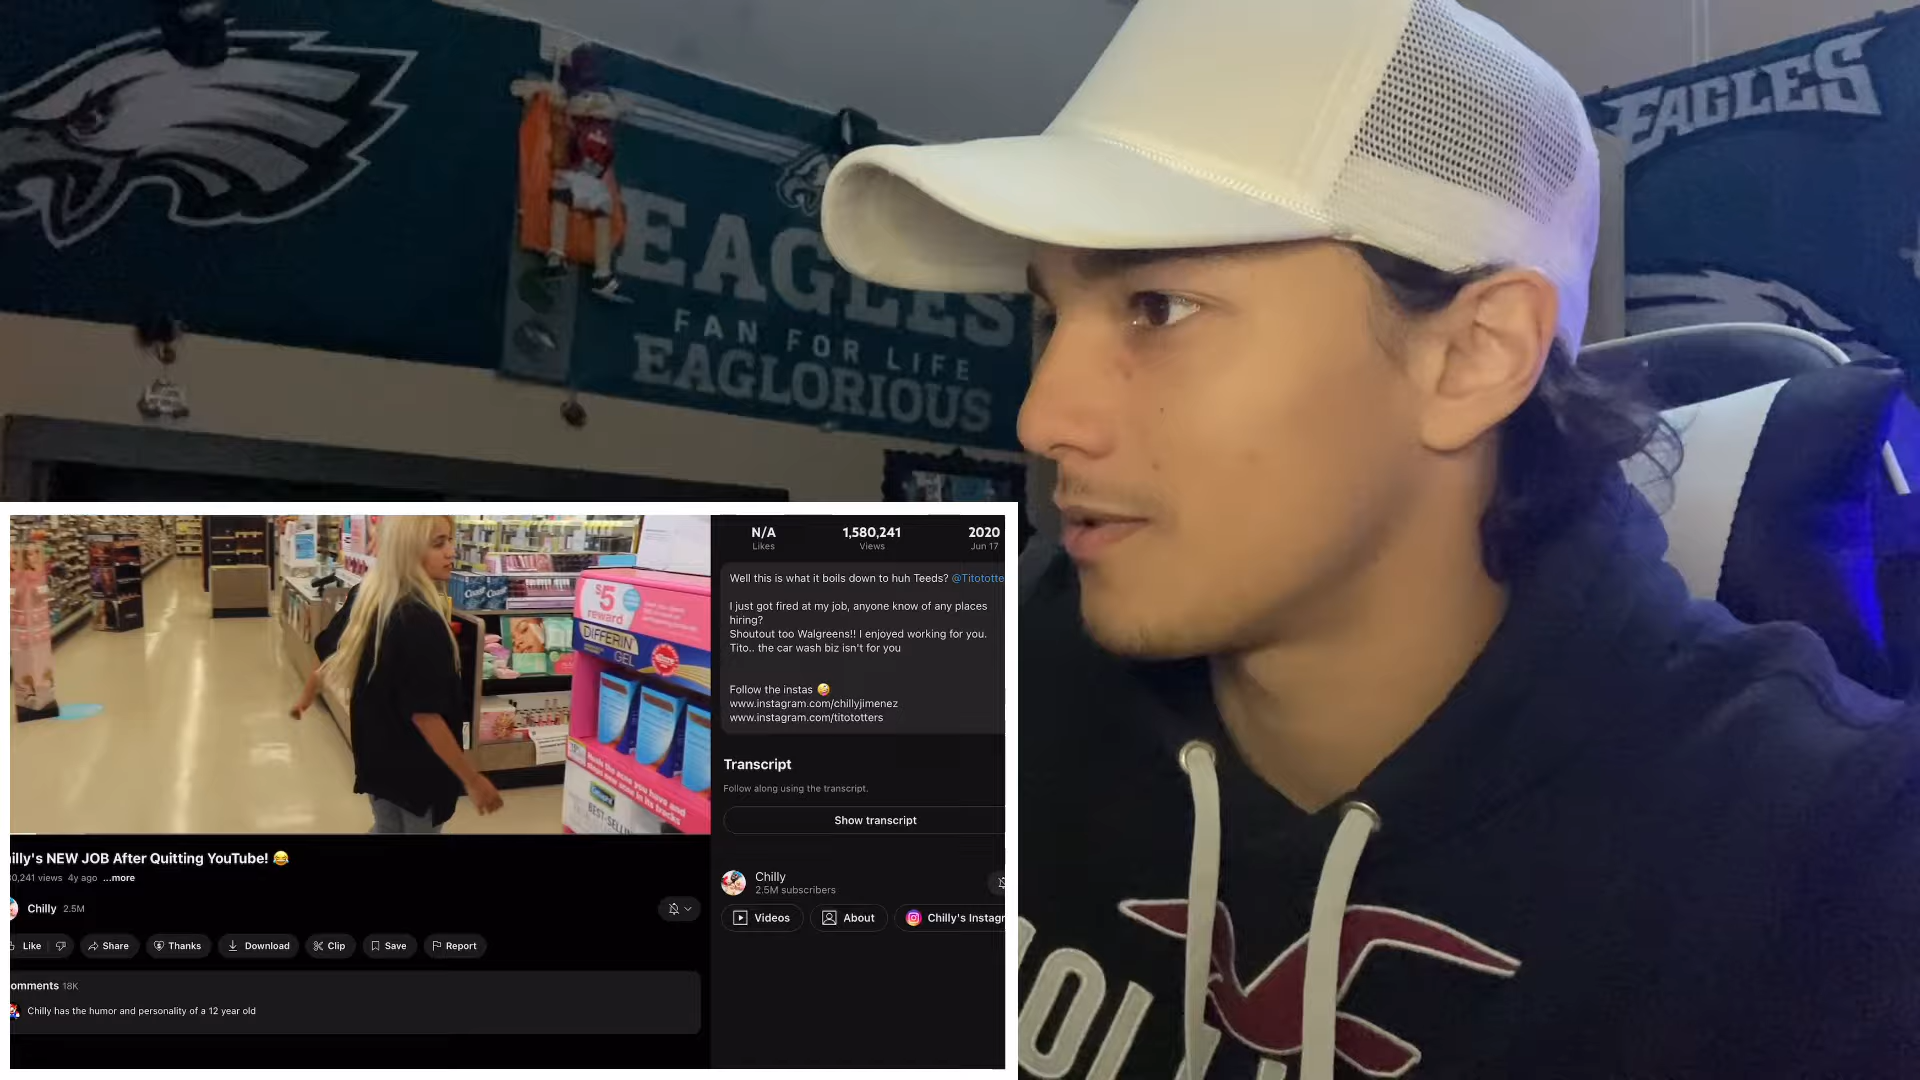 EAGLES
EAGLES
FAN FOR LIFE
EAGLORIOUS
$5
reward
DIFFERIN
GEL
BEST-SELLI
N/A
1,580,241
2020
Likes
Views
Jun 17
Well this is what it boils down to huh Teeds? @Titototte
I just got fired at my job, anyone know of any places
hiring?
Shoutout too Walgreens!! I enjoyed working for you.
Tito.. the car wash biz isn't for you
Follow the instas 🤪
www.instagram.com/chillyjimenez
www.instagram.com/titototters
Transcript
Follow along using the transcript.
Show transcript
Chilly
2.5M subscribers
Videos
About
Chilly's Instagr
illy's NEW JOB After Quitting YouTube! 😂
80,241 views 4y ago ...more
Chilly 2.5M
Like
Share
Thanks
Download
Clip
Save
Report
omments 18K
Chilly has the humor and personality of a 12 year old